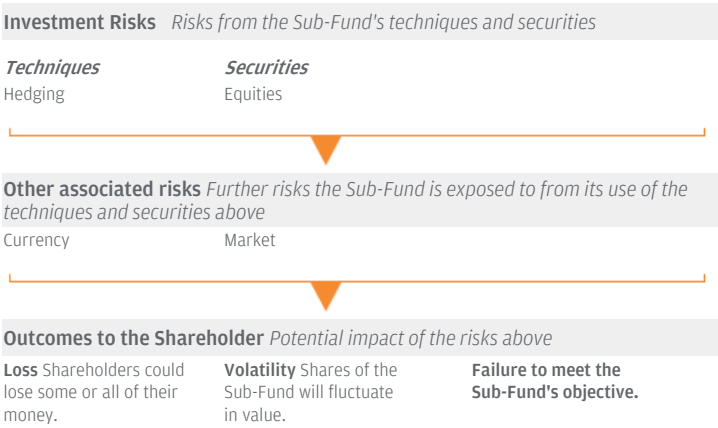 Investment Risks Risks from the Sub-Fund's techniques and securities
Techniques Securities
Hedging Equities
Other associated risks Further risks the Sub-Fund is exposed to from its use of the
techniques and securities above
Currency Market
Outcomes to the Shareholder Potential impact of the risks above
Loss Shareholders could
lose some or all of their
money.
Volatility Shares of the
Sub-Fund will fluctuate
in value.
Failure to meet the
Sub-Fund's objective.